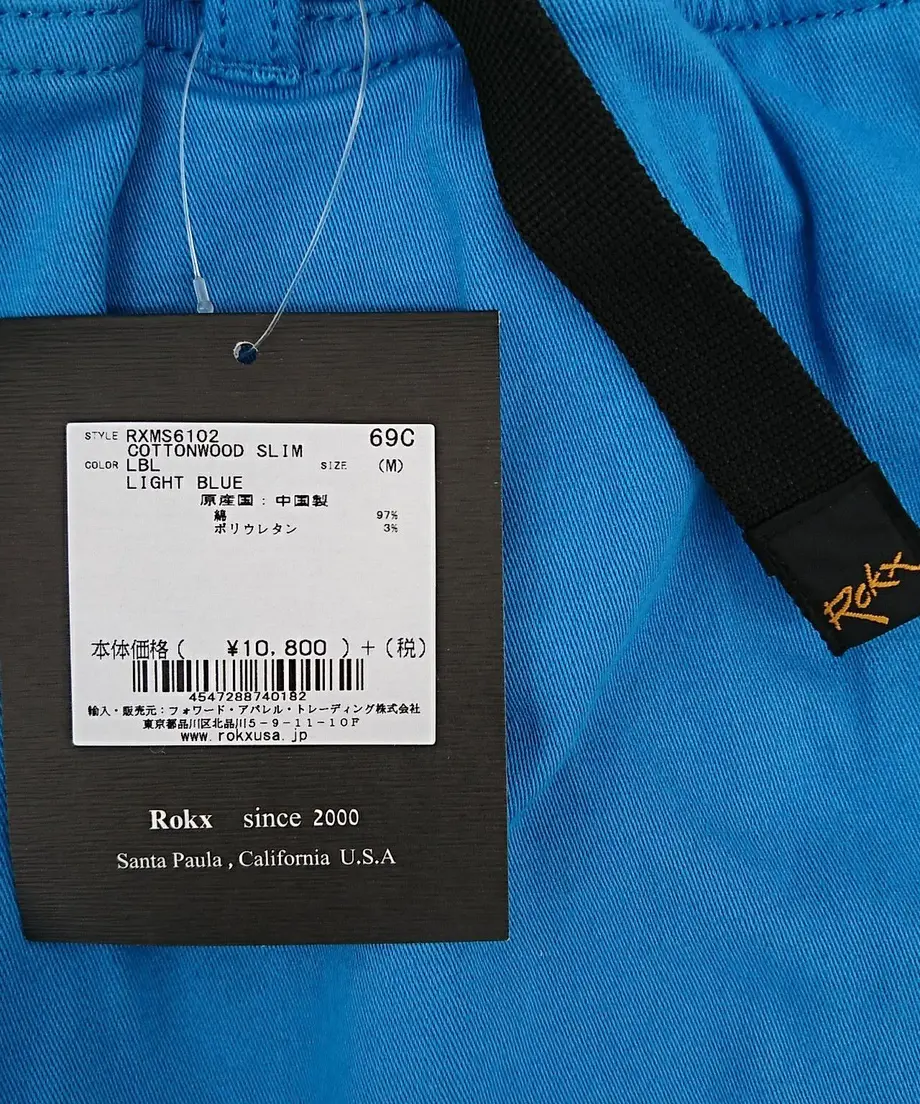 STYLE RXMS6102 69C
COTTONWOOD SLIM
COLOR LBL SIZE (M)
LIGHT BLUE
原産国：中国製
綿 97%
ポリウレタン 3%
本体価格( ¥10,800 )+(税)
4547288740182
輸入・販売元：フォワード・アパレル・トレーディング株式会社
東京都品川区北品川5-9-11-10F
www.rokxusa.jp
Rokx since 2000
Santa Paula , California U.S.A
Rokx